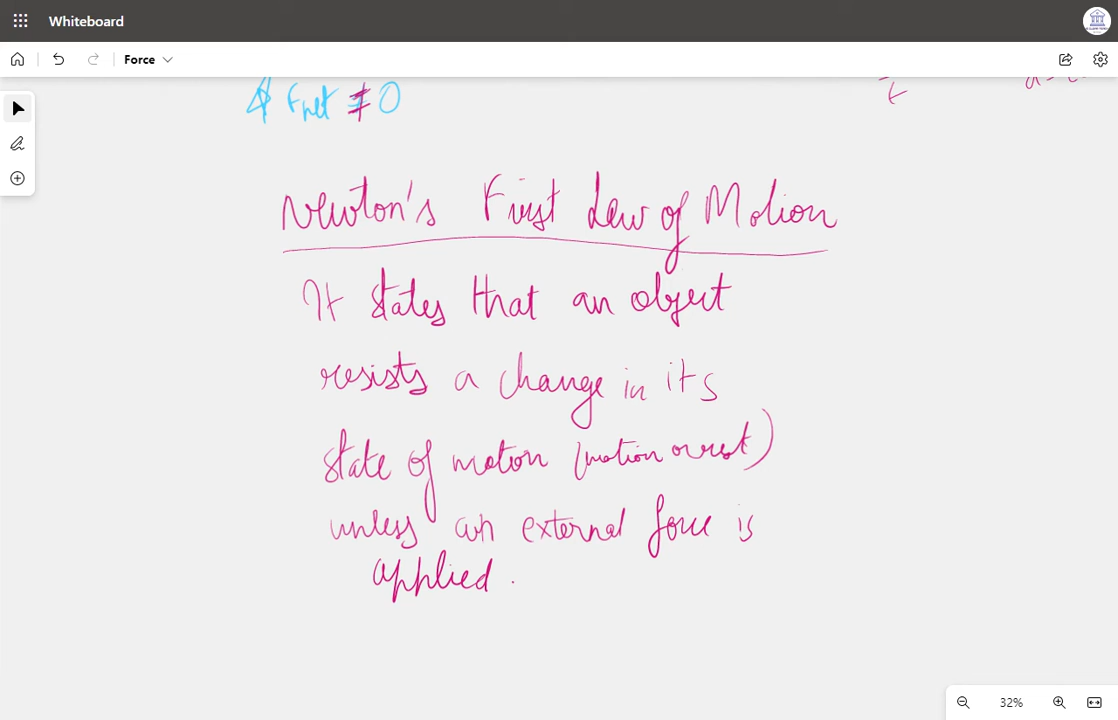 Whiteboard
Force
Fnet ≠ 0
Newton's First Law of Motion
It states that an object
resists a change in its
state of motion (motion or rest)
unless an external force is
applied.
32%